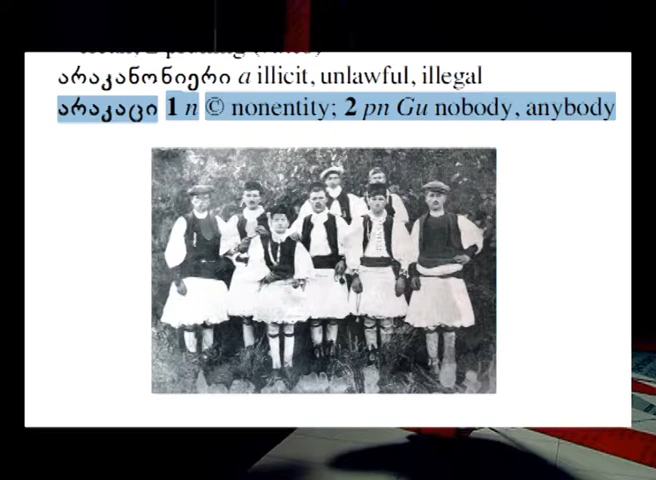 არაკანონიერი a illicit, unlawful, illegal
არაკაცი 1 n © nonentity; 2 pn Gu nobody, anybody